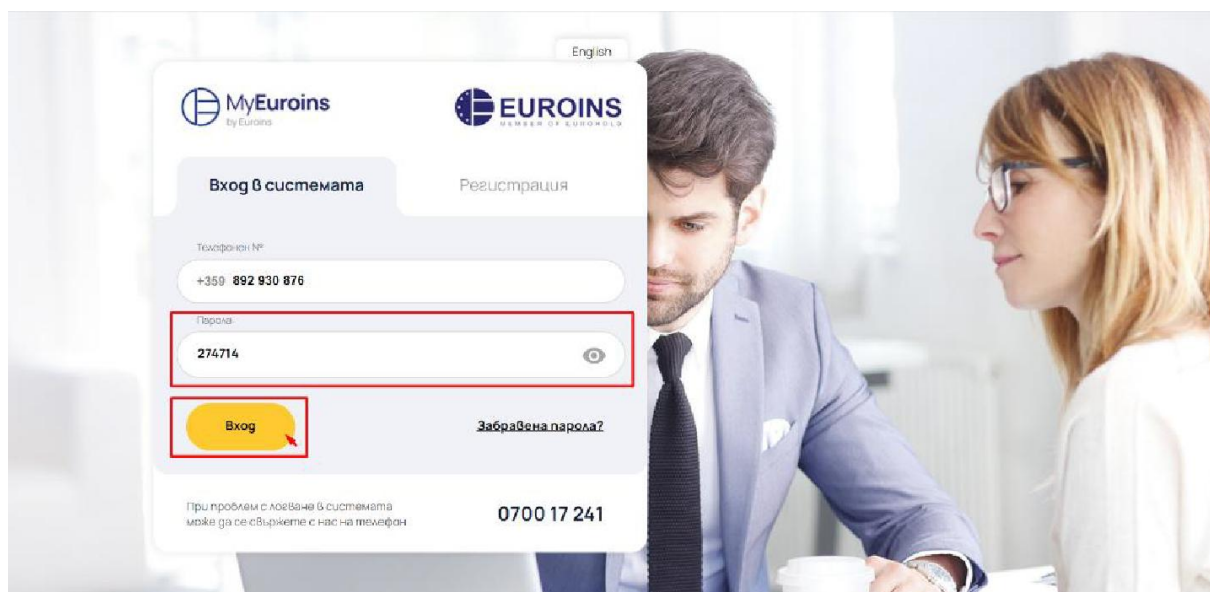 English
MyEuroins
by Euroins
EUROINS
MEMBER OF EUROHOLD
Вход в системата
Регистрация
Телефонен №
+359 892 930 876
Парола
274714
Вход
Забравена парола?
При проблем с логване в системата
може да се свържете с нас на телефон
0700 17 241